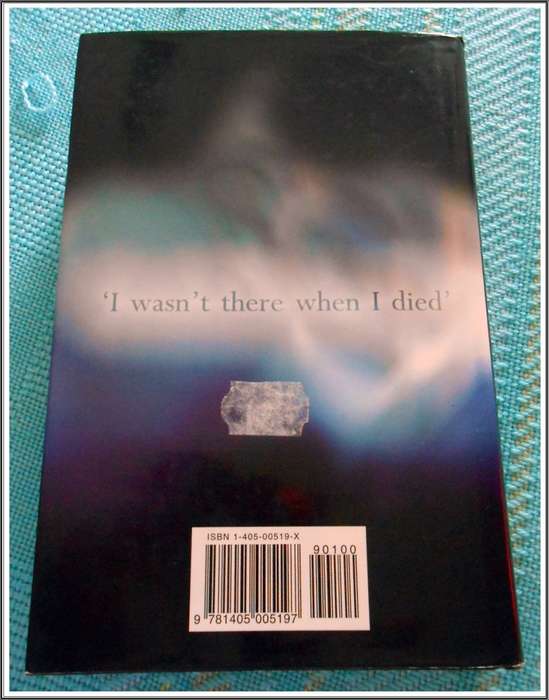 'I wasn't there when I died'
ISBN 1-405-00519-X
90100
9 781405 005197